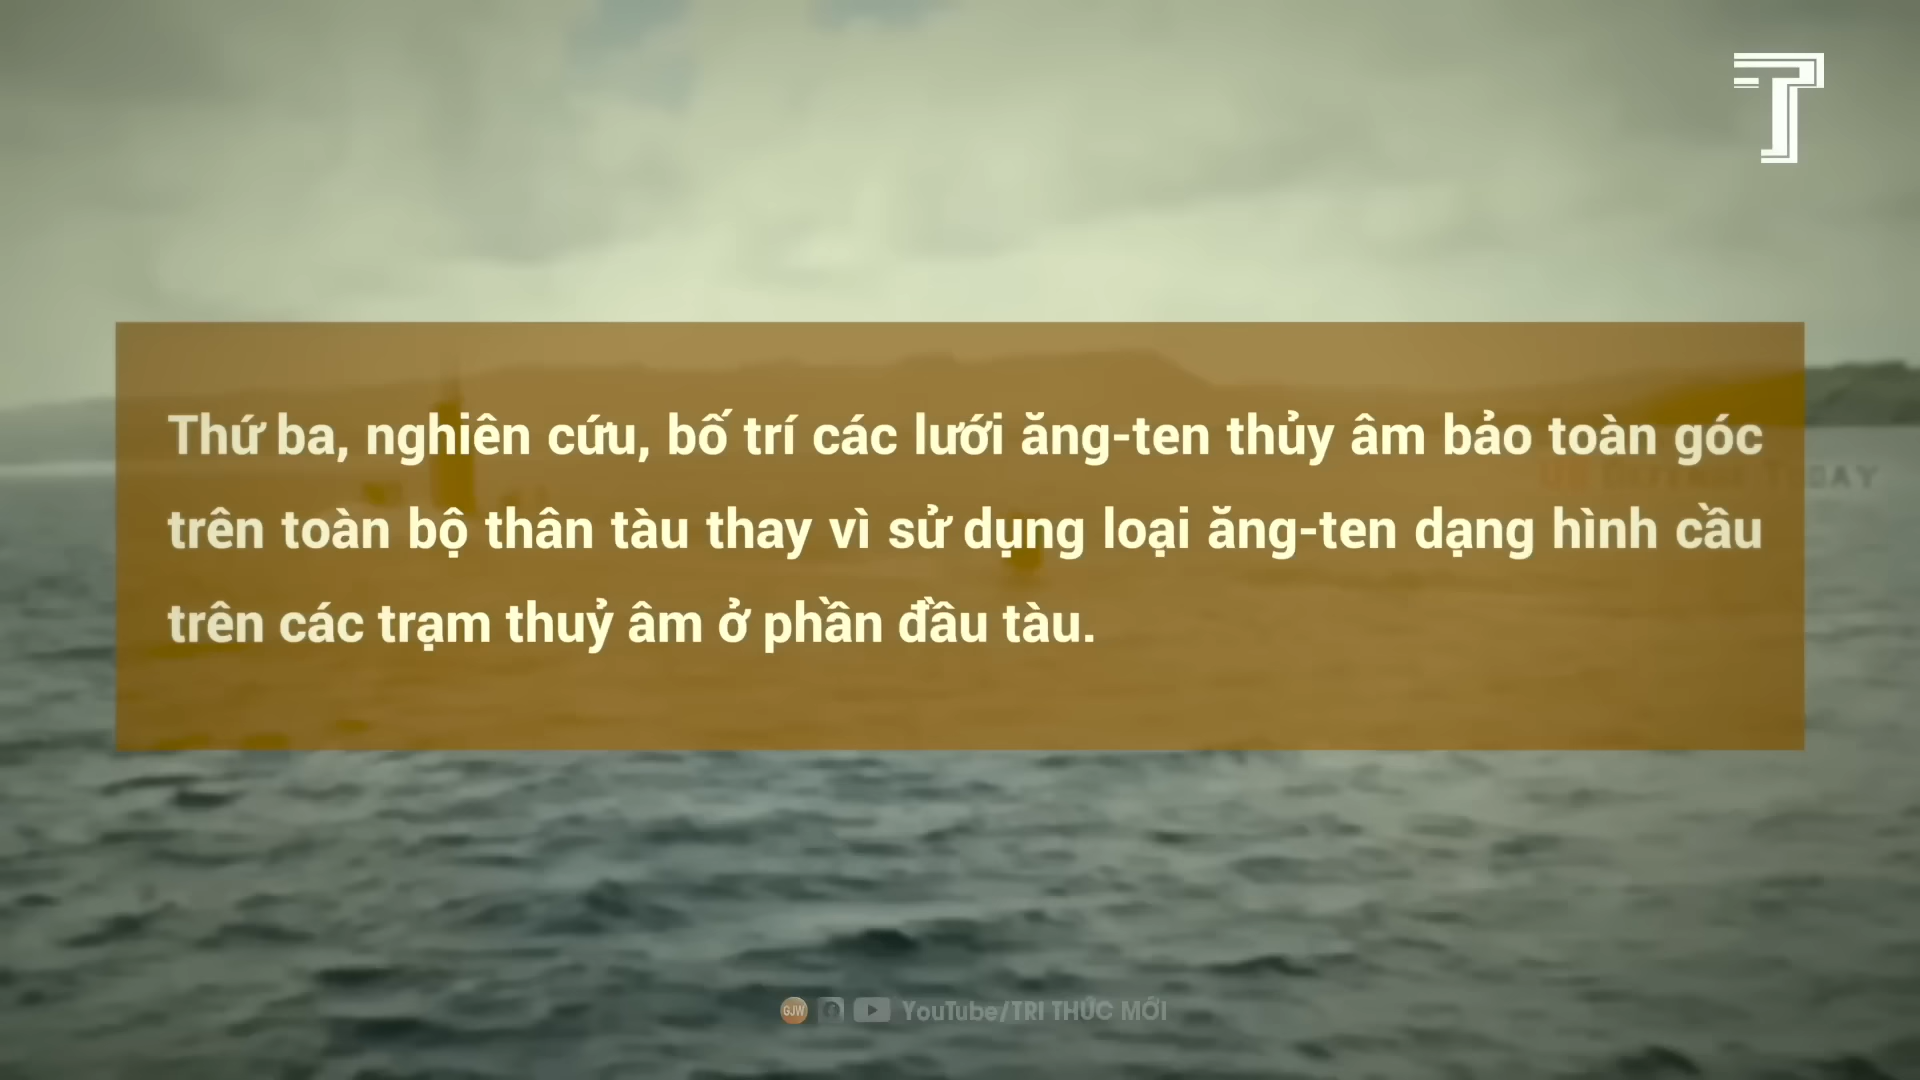 Thứ ba, nghiên cứu, bố trí các lưới ăng-ten thủy âm bảo toàn góc
trên toàn bộ thân tàu thay vì sử dụng loại ăng-ten dạng hình cầu
trên các trạm thuỷ âm ở phần đầu tàu.
GJW YouTube/TRI THỨC MỚI